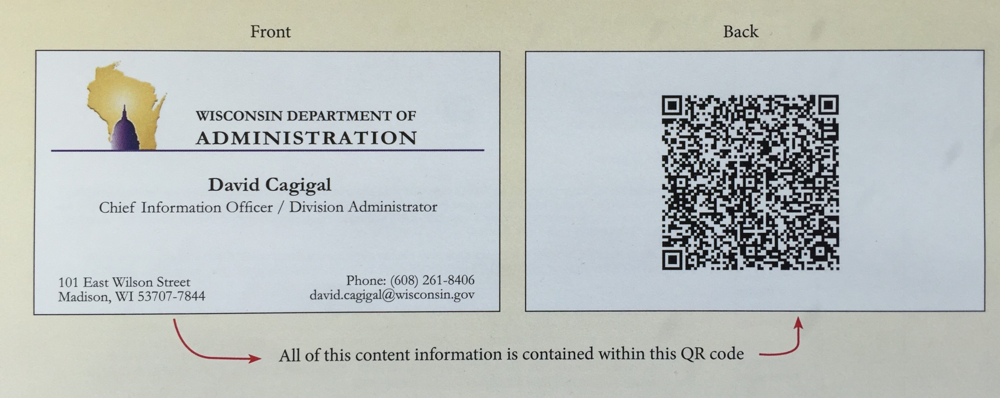 Front
Back
WISCONSIN DEPARTMENT OF
ADMINISTRATION
David Cagigal
Chief Information Officer / Division Administrator
101 East Wilson Street
Madison, WI 53707-7844
Phone: (608) 261-8406
david.cagigal@wisconsin.gov
All of this content information is contained within this QR code